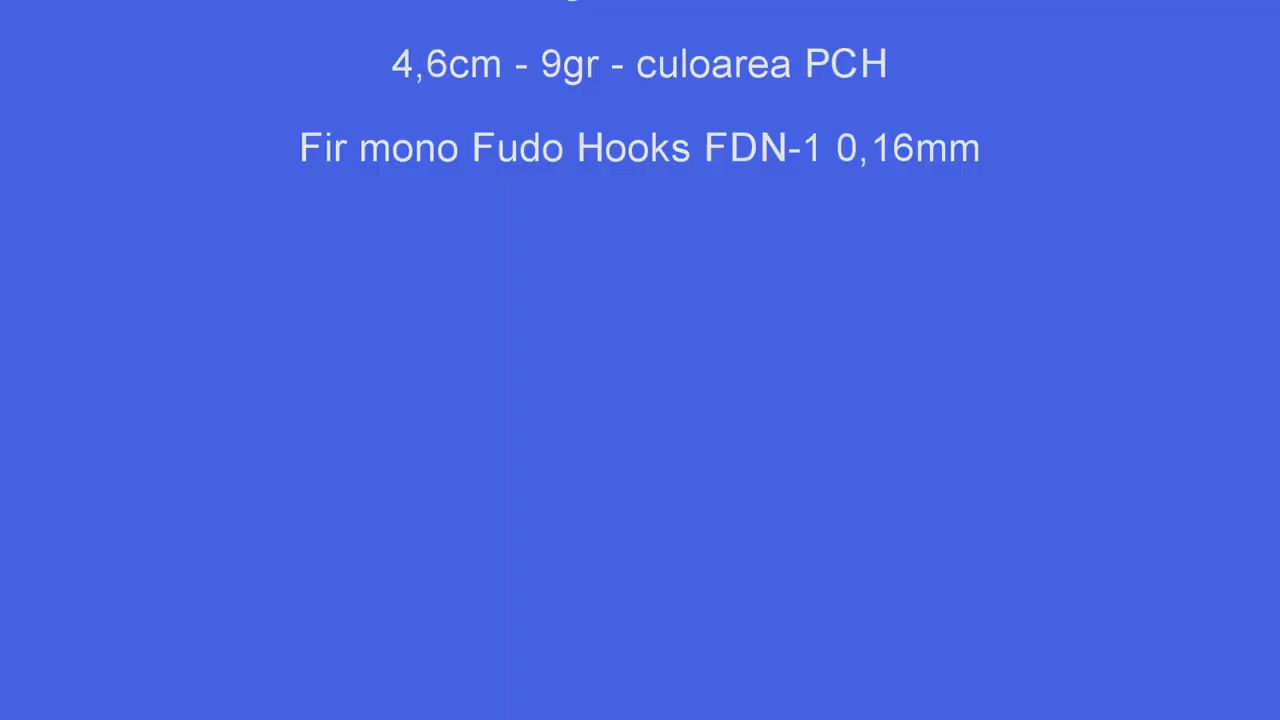 4,6cm - 9gr - culoarea PCH
Fir mono Fudo Hooks FDN-1 0,16mm